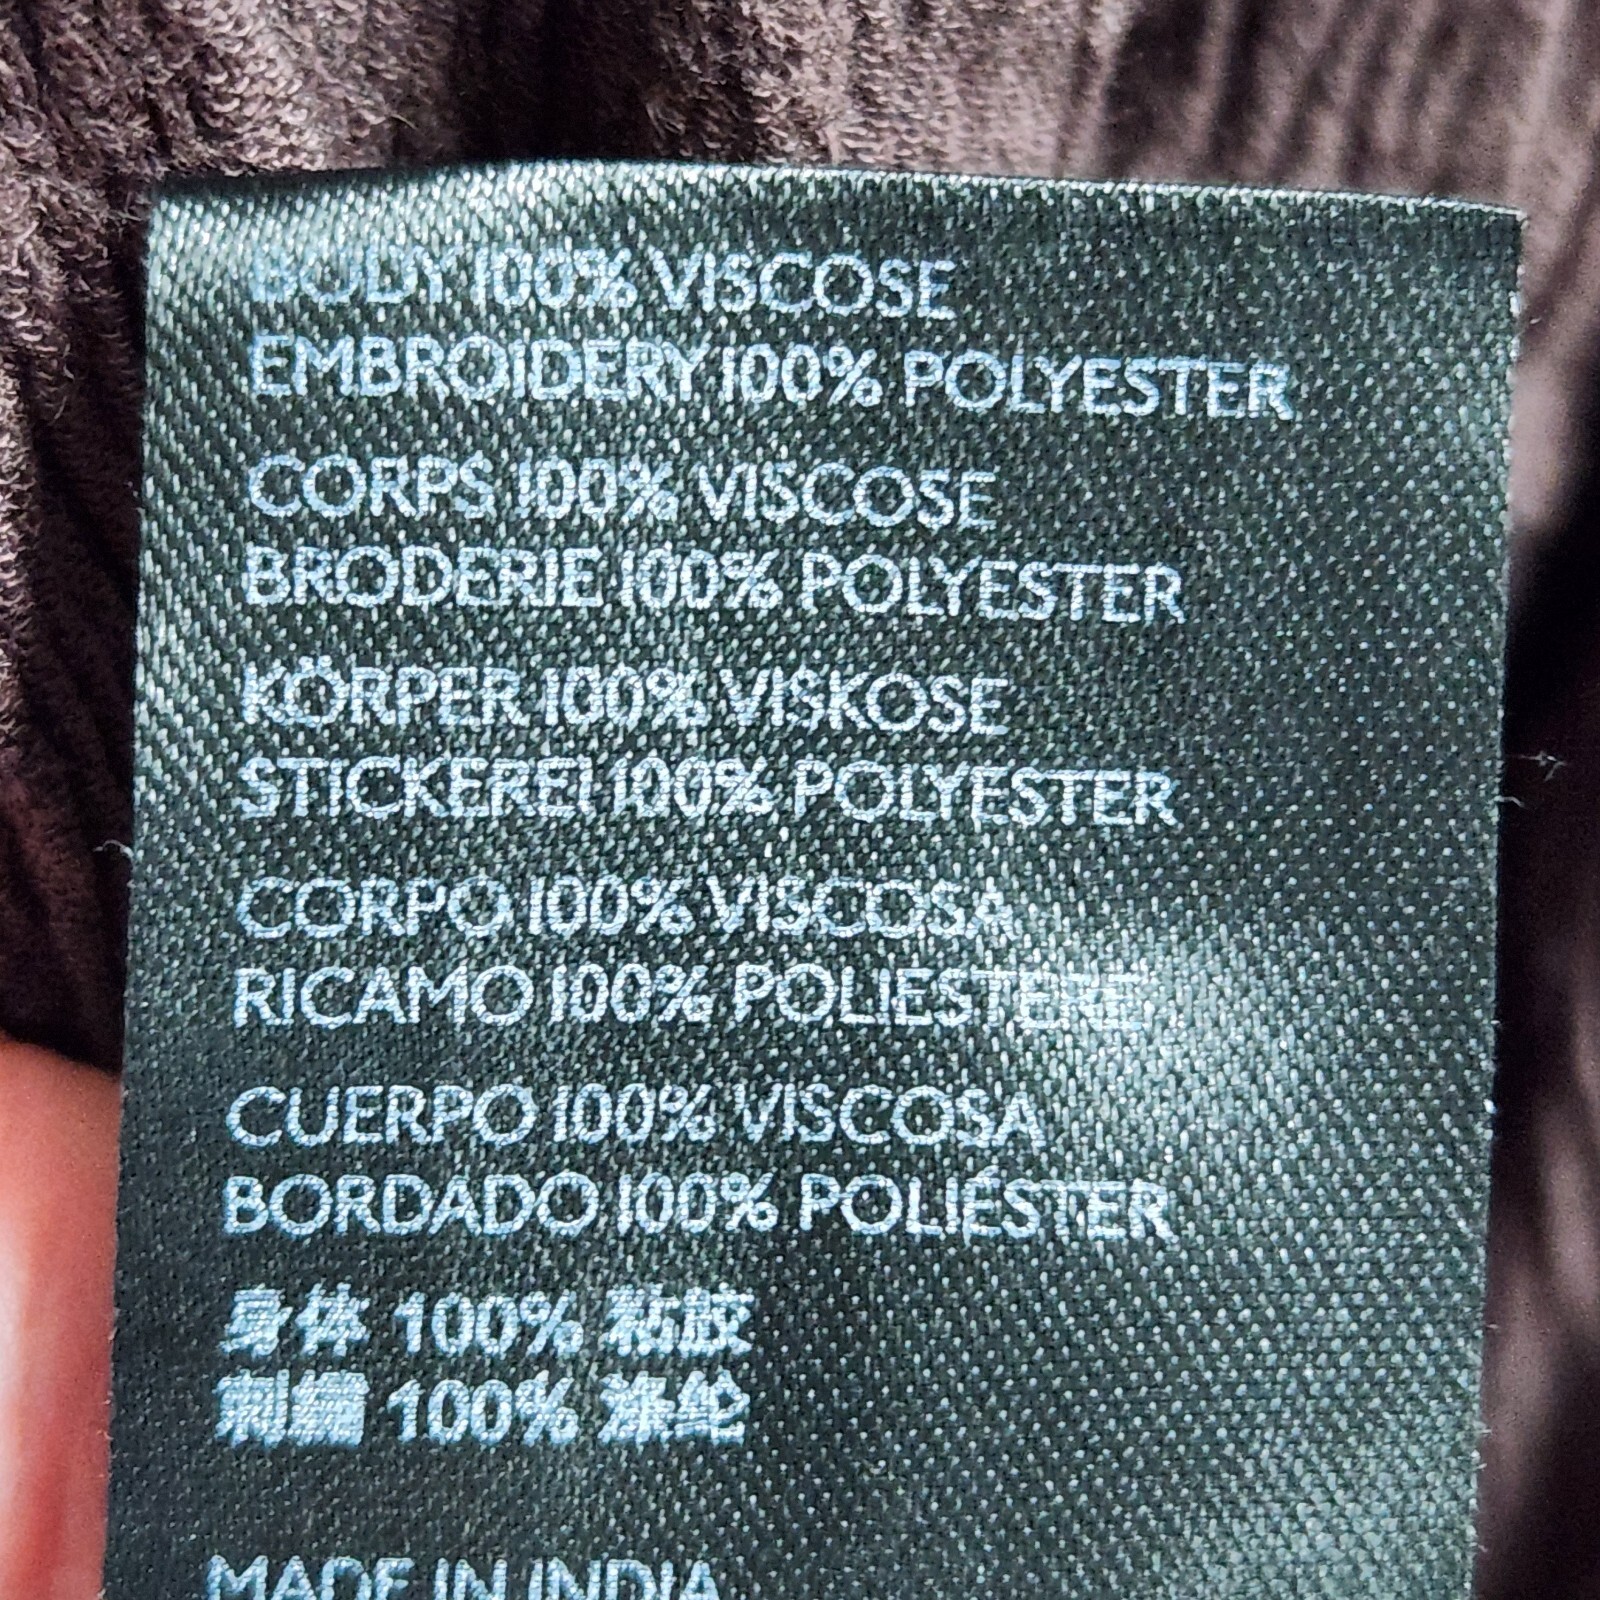 BODY 100% VISCOSE
EMBROIDERY 100% POLYESTER
CORPS 100% VISCOSE
BRODERIE 100% POLYESTER
KÖRPER 100% VISKOSE
STICKEREI 100% POLYESTER
CORPO 100% VISCOSA
RICAMO 100% POLIESTERE
CUERPO 100% VISCOSA
BORDADO 100% POLIÉSTER
身体 100% 粘胶
刺繡 100% 涤纶
MADE IN INDIA